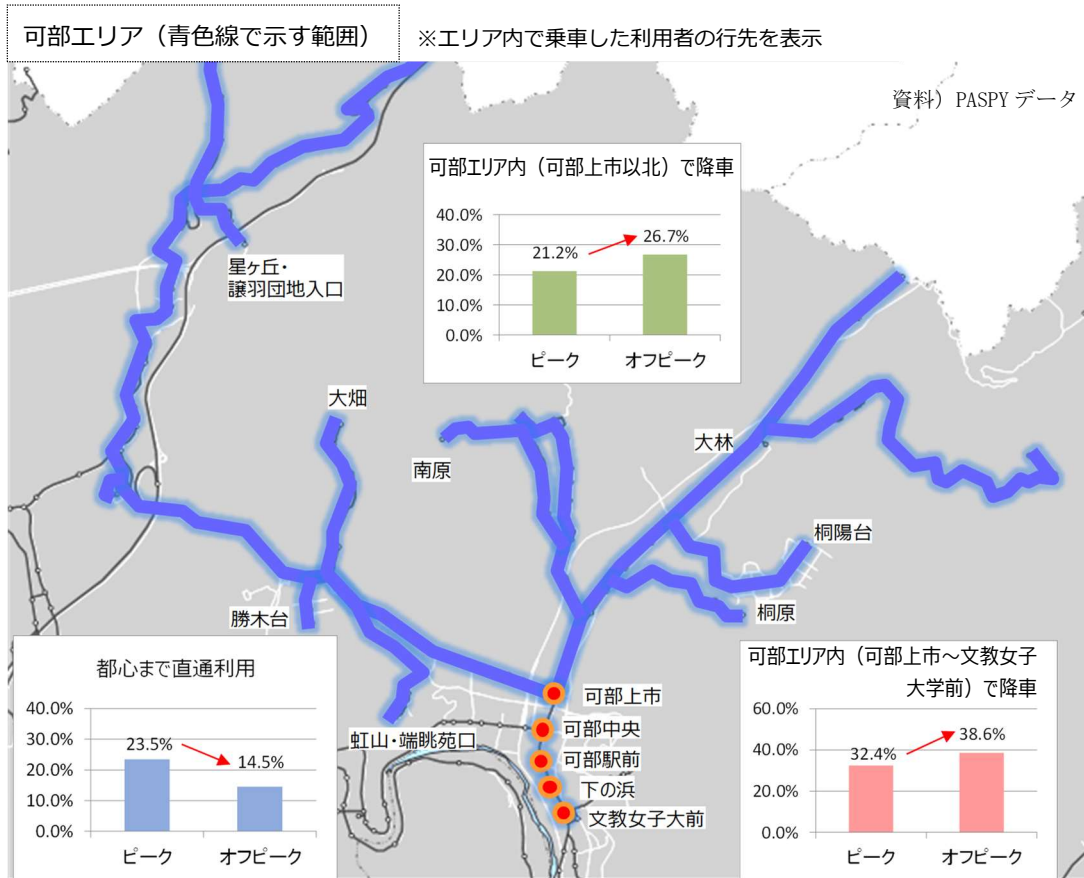 可部エリア（青色線で示す範囲）
※エリア内で乗車した利用者の行先を表示
資料）PASPY データ
可部エリア内（可部上市以北）で降車
40.0%
30.0%
20.0%
10.0%
0.0%
21.2%
26.7%
ピーク
オフピーク
星ヶ丘・
譲羽団地入口
大畑
南原
大林
桐陽台
桐原
勝木台
虹山・端眺苑口
可部上市
可部中央
可部駅前
下の浜
文教女子大前
都心まで直通利用
40.0%
30.0%
20.0%
10.0%
0.0%
23.5%
14.5%
ピーク
オフピーク
可部エリア内（可部上市～文教女子
大学前）で降車
60.0%
40.0%
20.0%
0.0%
32.4%
38.6%
ピーク
オフピーク